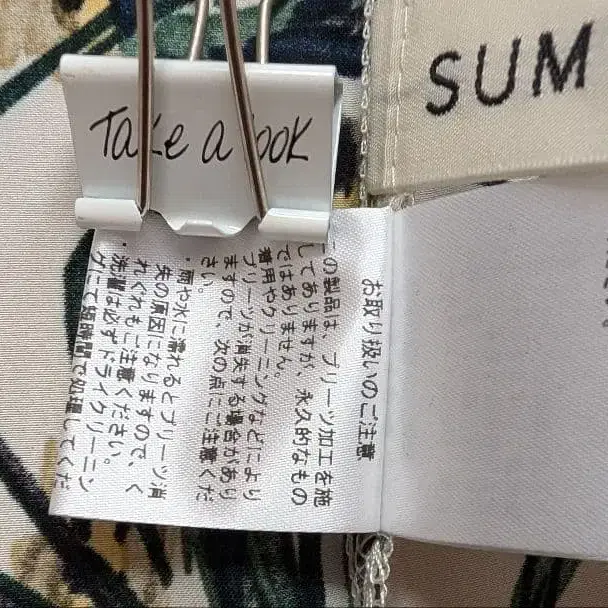 Take a look
SUM
お取り扱いのご注意
この製品は、プリーツ加工を施
してありますが、永久的なもの
ではありません。
着用やクリーニングなどにより
プリーツが消失する場合があり
ますので、次の点にご注意くだ
さい。
・雨や水に濡れるとプリーツ消
失の原因になりますので、く
れぐれもご注意ください。
・洗濯は必ずドライクリーニン
グにて短時間で処理してくだ